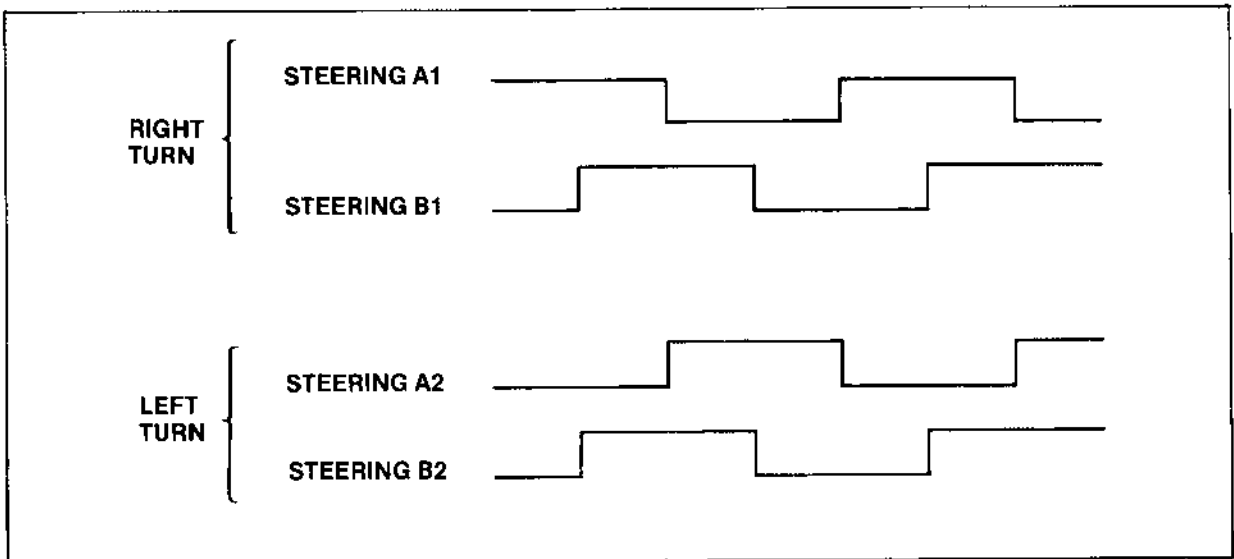 STEERING A1
RIGHT
TURN
STEERING B1
STEERING A2
LEFT
TURN
STEERING B2